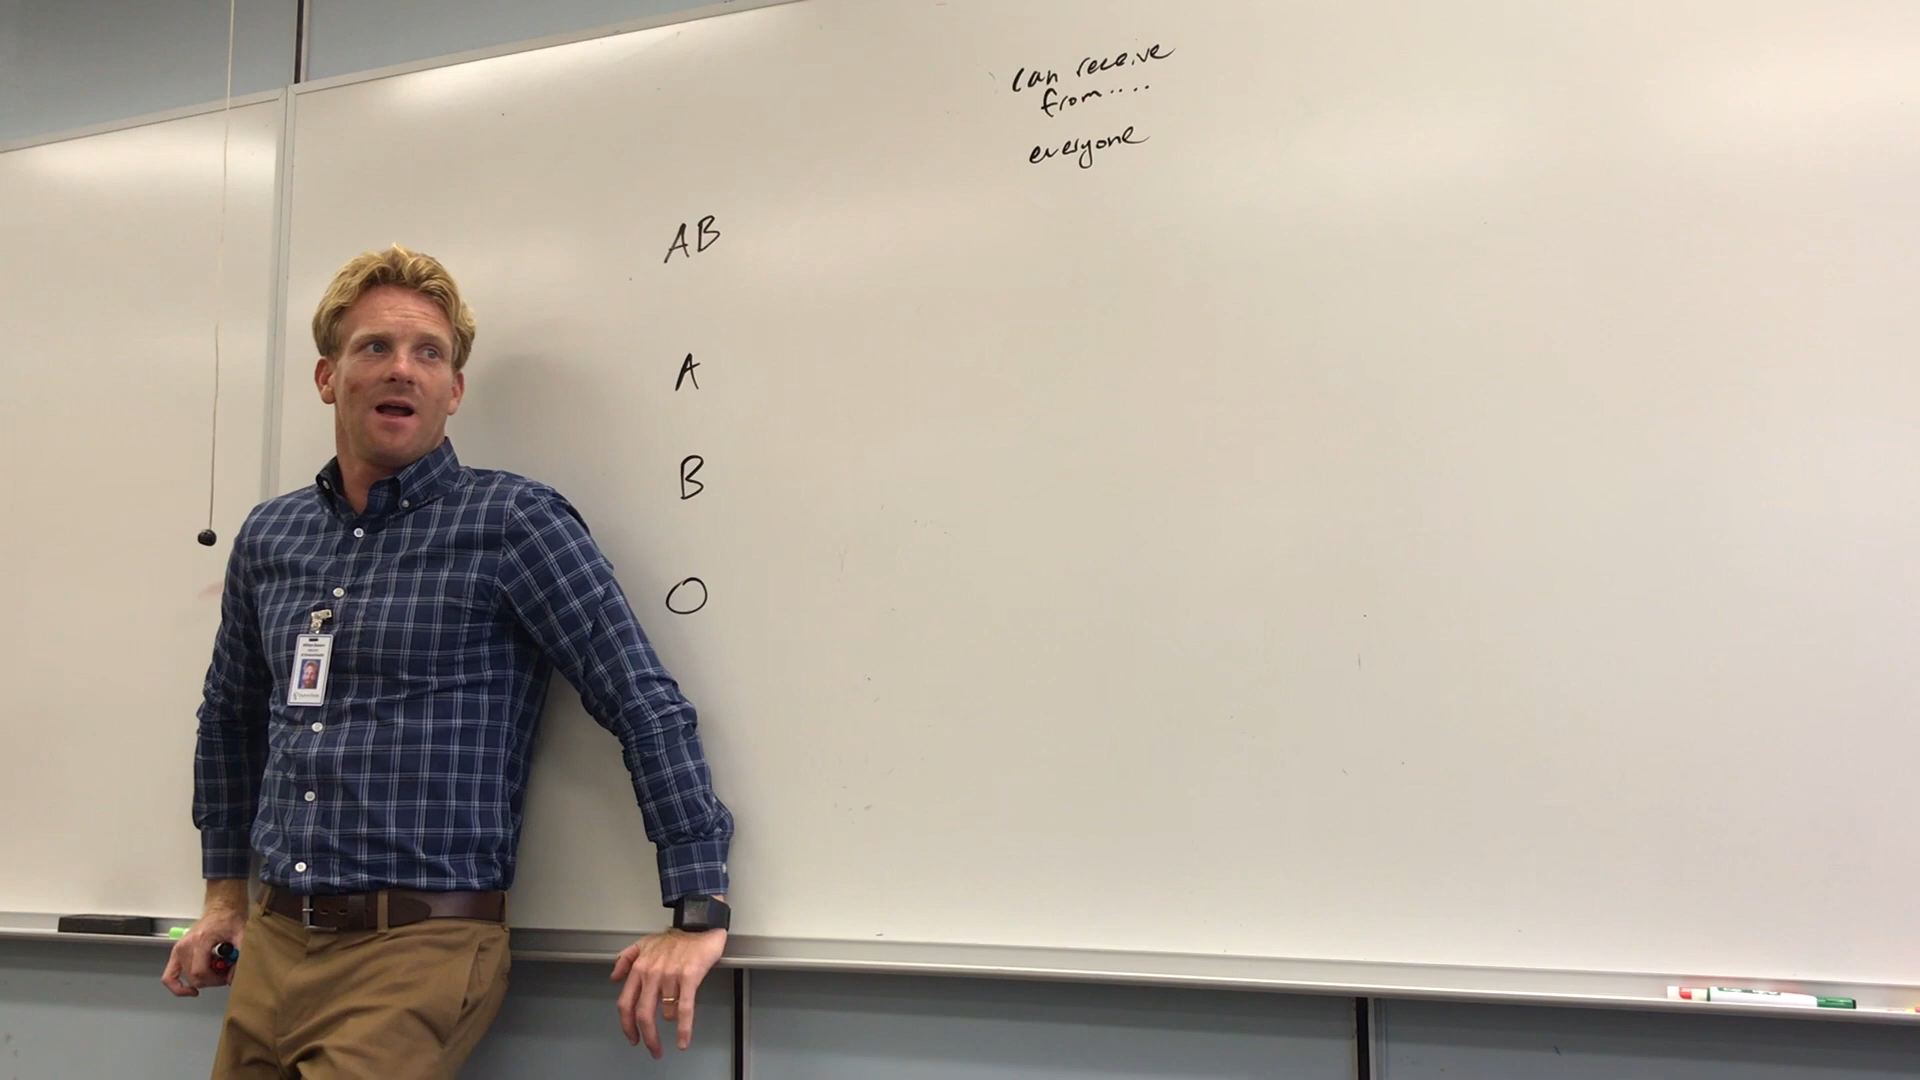 can receive
from....
everyone
AB
A
B
O